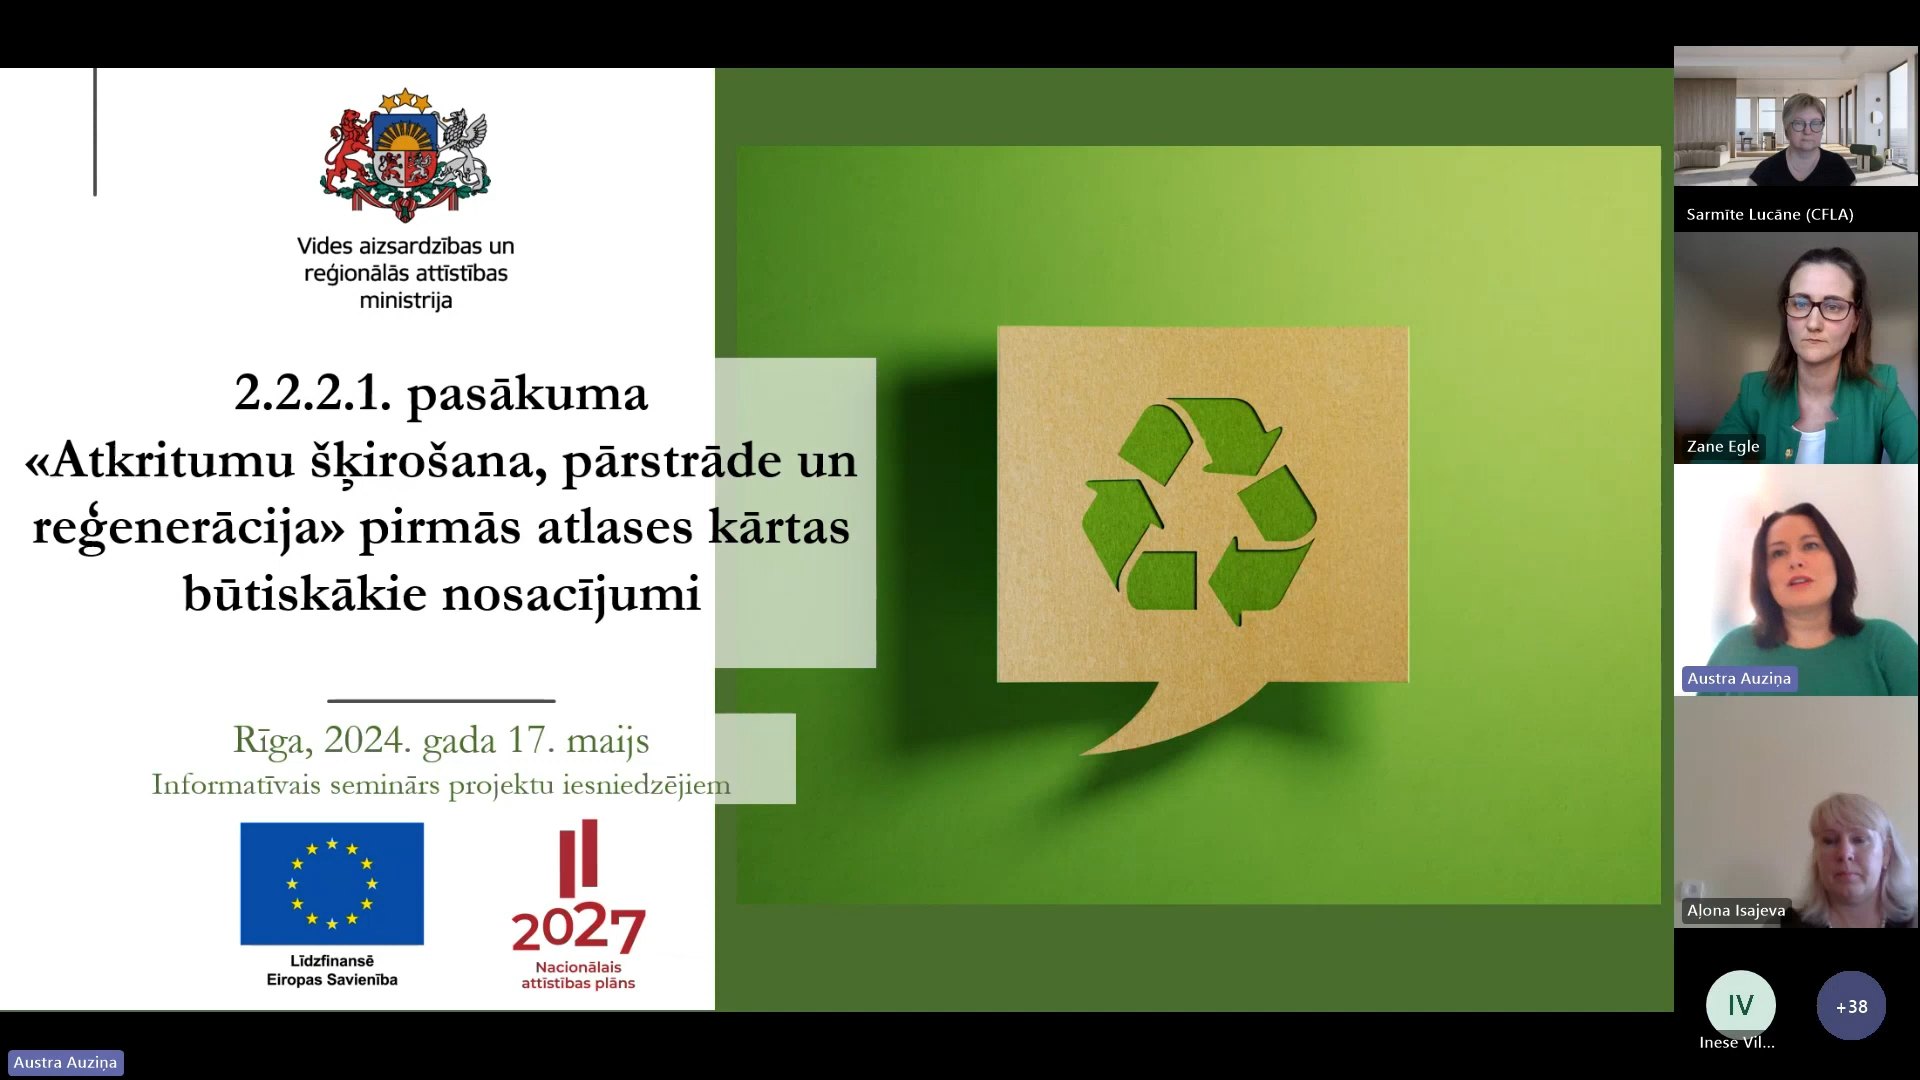 Vides aizsardzības un
reģionālās attīstības
ministrija
2.2.2.1. pasākuma
«Atkritumu šķirošana, pārstrāde un
reģenerācija» pirmās atlases kārtas
būtiskākie nosacījumi
Rīga, 2024. gada 17. maijs
Informatīvais seminārs projektu iesniedzējiem
Līdzfinansē
Eiropas Savienība
2027
Nacionālais
attīstības plāns
Sarmīte Lucāne (CFLA)
Zane Egle
Austra Auziņa
Aļona Isajeva
IV
Inese Vil...
+38
Austra Auziņa